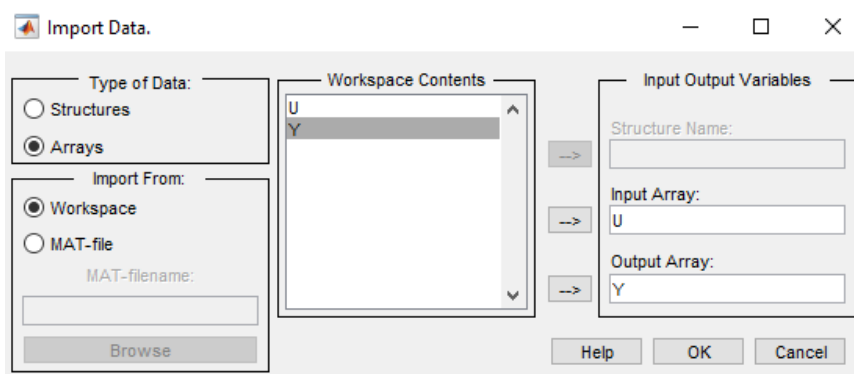 Import Data.
Type of Data:
Structures
Arrays
Import From:
Workspace
MAT-file
MAT-filename:
Browse
Workspace Contents
U
Y
-->
-->
-->
Input Output Variables
Structure Name:
Input Array:
U
Output Array:
Y
Help
OK
Cancel